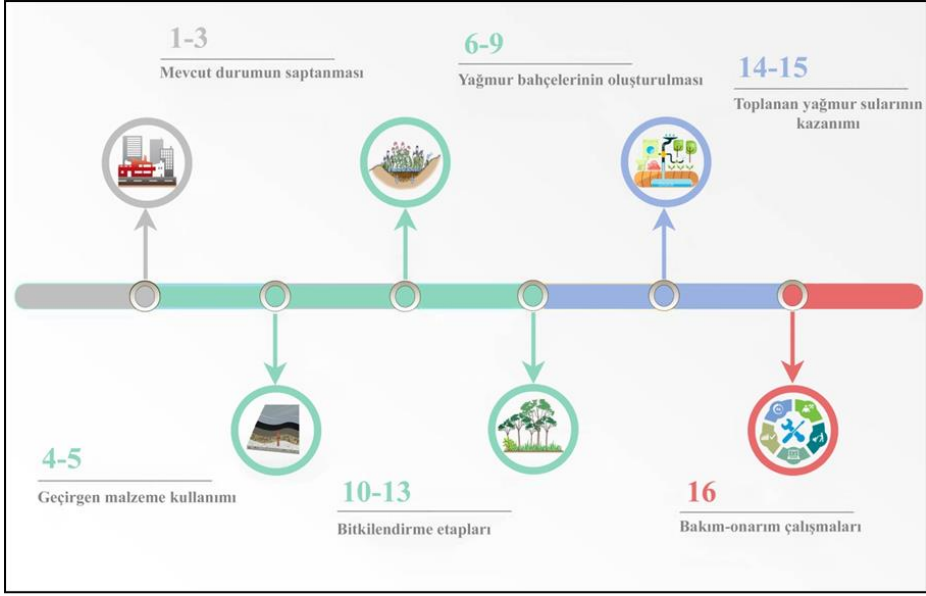 1-3
Mevcut durumun saptanması
6-9
Yağmur bahçelerinin oluşturulması
14-15
Toplanan yağmur sularının
kazanımı
4-5
Geçirgen malzeme kullanımı
10-13
Bitkilendirme etapları
16
Bakım-onarım çalışmaları